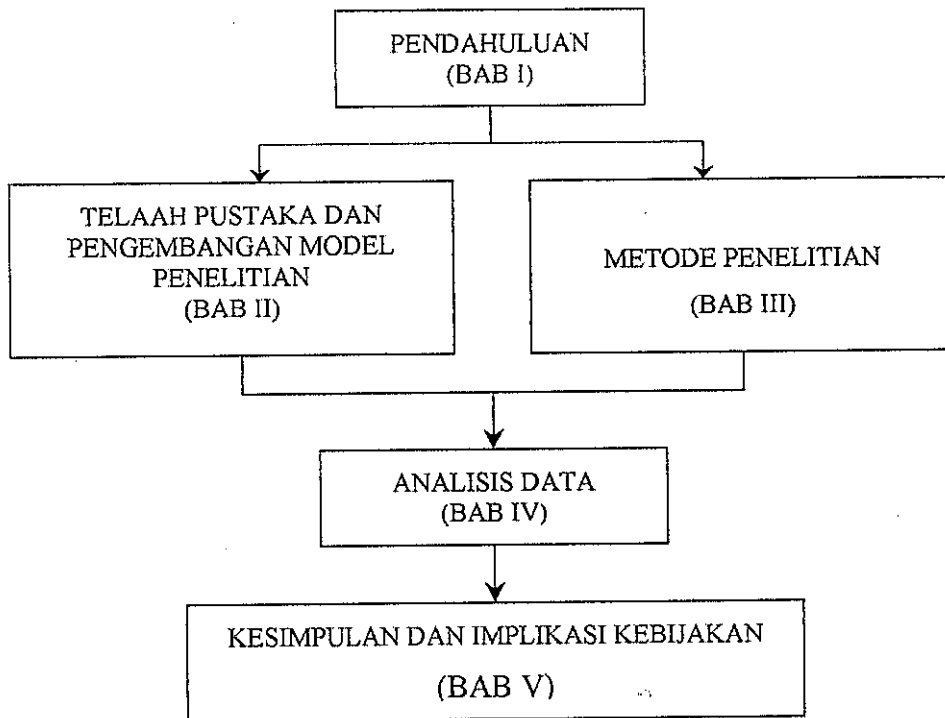 PENDAHULUAN
(BAB I)
TELAAH PUSTAKA DAN
PENGEMBANGAN MODEL
PENELITIAN
(BAB II)
METODE PENELITIAN
(BAB III)
ANALISIS DATA
(BAB IV)
KESIMPULAN DAN IMPLIKASI KEBIJAKAN
(BAB V)